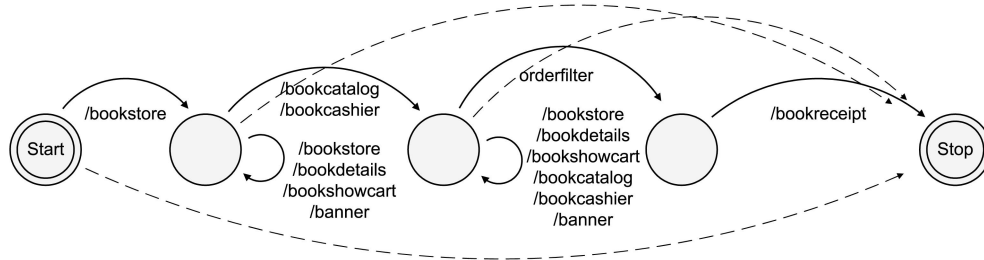 Start
/bookstore
/bookcatalog
/bookcashier
/bookstore
/bookdetails
/bookshowcart
/banner
orderfilter
/bookstore
/bookdetails
/bookshowcart
/bookcatalog
/bookcashier
/banner
/bookreceipt
Stop